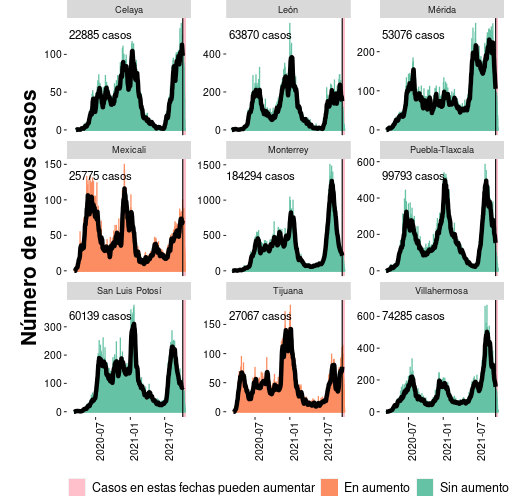 Celaya León Mérida
22885 casos 63870 casos 53076 casos
100 400 200
50 200 100
0 0 0
Mexicali Monterrey Puebla-Tlaxcala
25775 casos 184294 casos 99793 casos
150 1500 600
100 1000 400
50 500 200
0 0 0
San Luis Potosí Tijuana Villahermosa
60139 casos 27067 casos 74285 casos
300 150 600
200 100 400
100 50 200
0 0 0
2020-07 2021-01 2021-07 2020-07 2021-01 2021-07 2020-07 2021-01 2021-07
Número de nuevos casos
Casos en estas fechas pueden aumentar En aumento Sin aumento